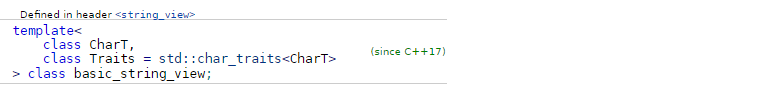 Defined in header <string_view>
template<
    class CharT,
    class Traits = std::char_traits<CharT>
> class basic_string_view;
(since C++17)